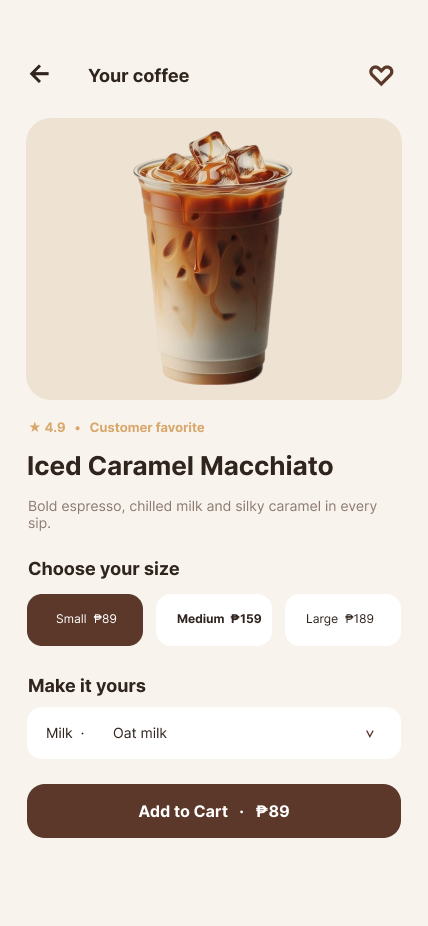 Your coffee
★ 4.9 • Customer favorite
Iced Caramel Macchiato
Bold espresso, chilled milk and silky caramel in every
sip.
Choose your size
Small ₱89 Medium ₱159 Large ₱189
Make it yours
Milk · Oat milk
Add to Cart · ₱89